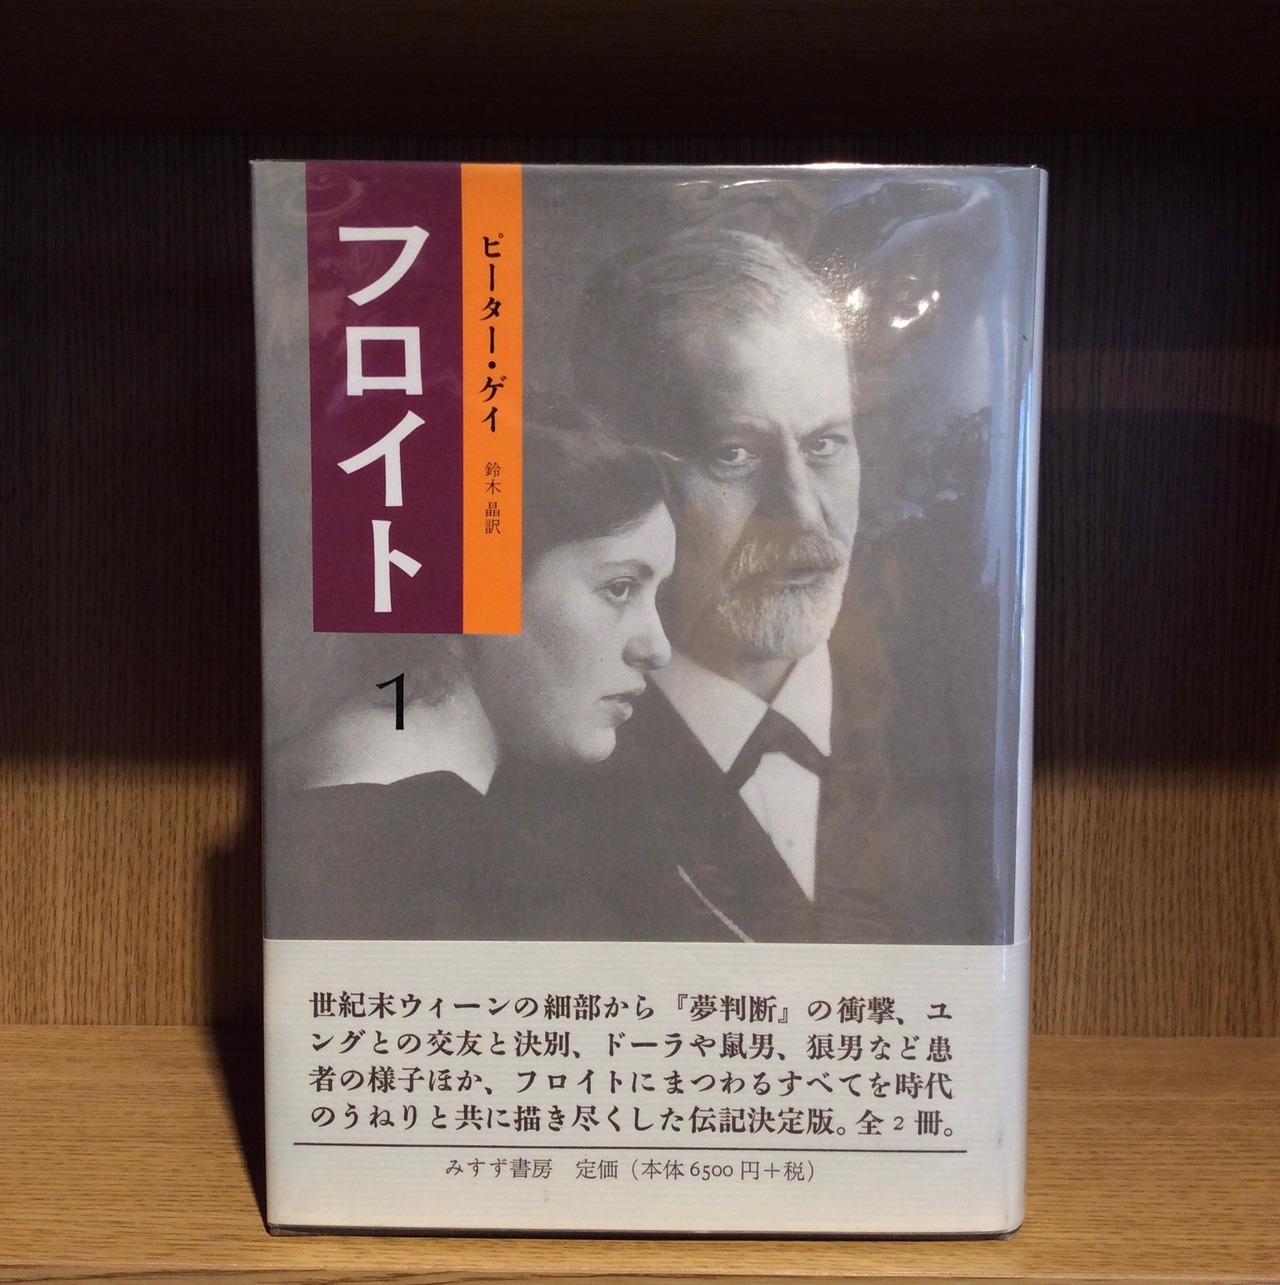 フロイト
1
ピーター・ゲイ
鈴木 晶訳
世紀末ウィーンの細部から『夢判断』の衝撃、ユ
ングとの交友と決別、ドーラや鼠男、狼男など患
者の様子ほか、フロイトにまつわるすべてを時代
のうねりと共に描き尽くした伝記決定版。全2冊。
みすず書房 定価（本体6500円＋税）